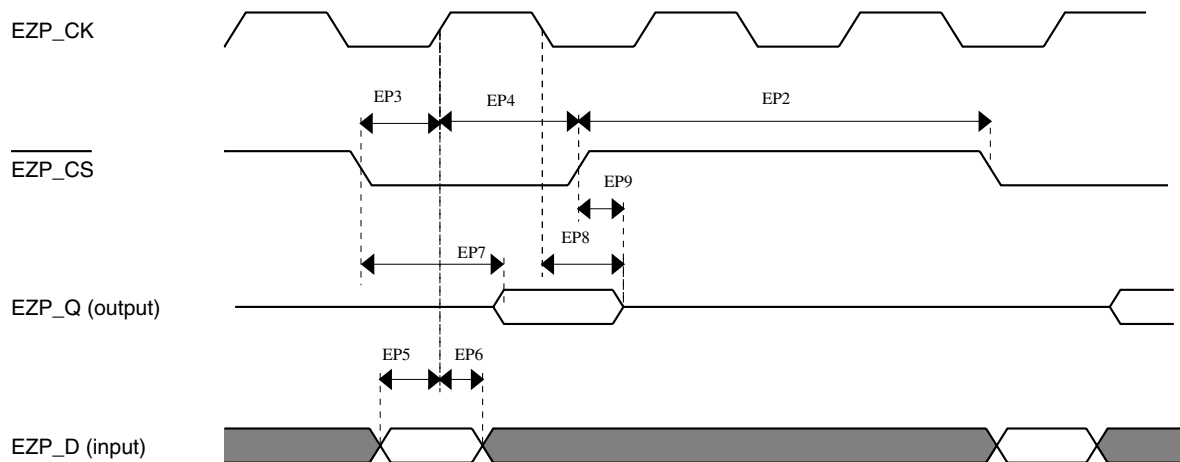 EZP_CK
EP3
EP4
EP2
EZP_CS
EP9
EP8
EP7
EZP_Q (output)
EP5
EP6
EZP_D (input)